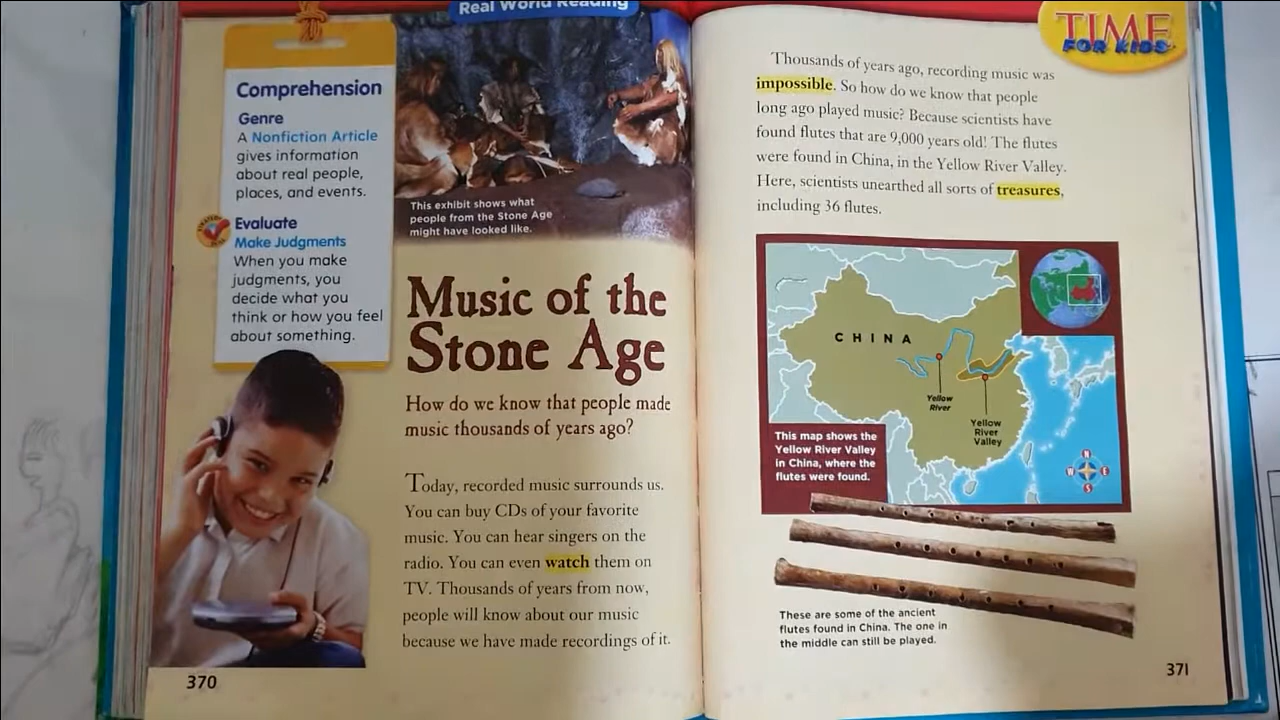 Real World Reading
Comprehension
Genre
A Nonfiction Article
gives information
about real people,
places, and events.
Evaluate
Make Judgments
When you make
judgments, you
decide what you
think or how you feel
about something.
This exhibit shows what
people from the Stone Age
might have looked like.
Music of the
Stone Age
How do we know that people made
music thousands of years ago?
Today, recorded music surrounds us.
You can buy CDs of your favorite
music. You can hear singers on the
radio. You can even watch them on
TV. Thousands of years from now,
people will know about our music
because we have made recordings of it.
370
TIME
FOR KIDS
Thousands of years ago, recording music was
impossible. So how do we know that people
long ago played music? Because scientists have
found flutes that are 9,000 years old! The flutes
were found in China, in the Yellow River Valley.
Here, scientists unearthed all sorts of treasures,
including 36 flutes.
CHINA
Yellow
River
Yellow
River
Valley
This map shows the
Yellow River Valley
in China, where the
flutes were found.
N
W E
S
These are some of the ancient
flutes found in China. The one in
the middle can still be played.
371